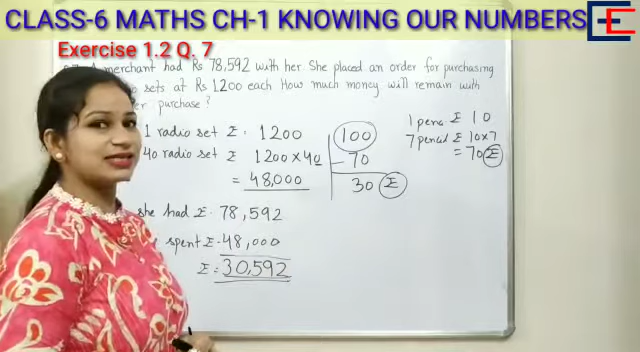 CLASS-6 MATHS CH-1 KNOWING OUR NUMBERS
E
Exercise 1.2 Q. 7
merchant had Rs 78,592 with her. She placed an order for purchasing
sets at Rs 1200 each How much money will remain with
purchase?
1 radio set Σ 1200
40 radio set Σ 1200×40
= 48,000
she had Σ 78,592
spent Σ 48,000
Σ = 30,592
100
- 70
30 Σ
1 penc Σ 10
7 pencil Σ 10×7
= 70 Σ